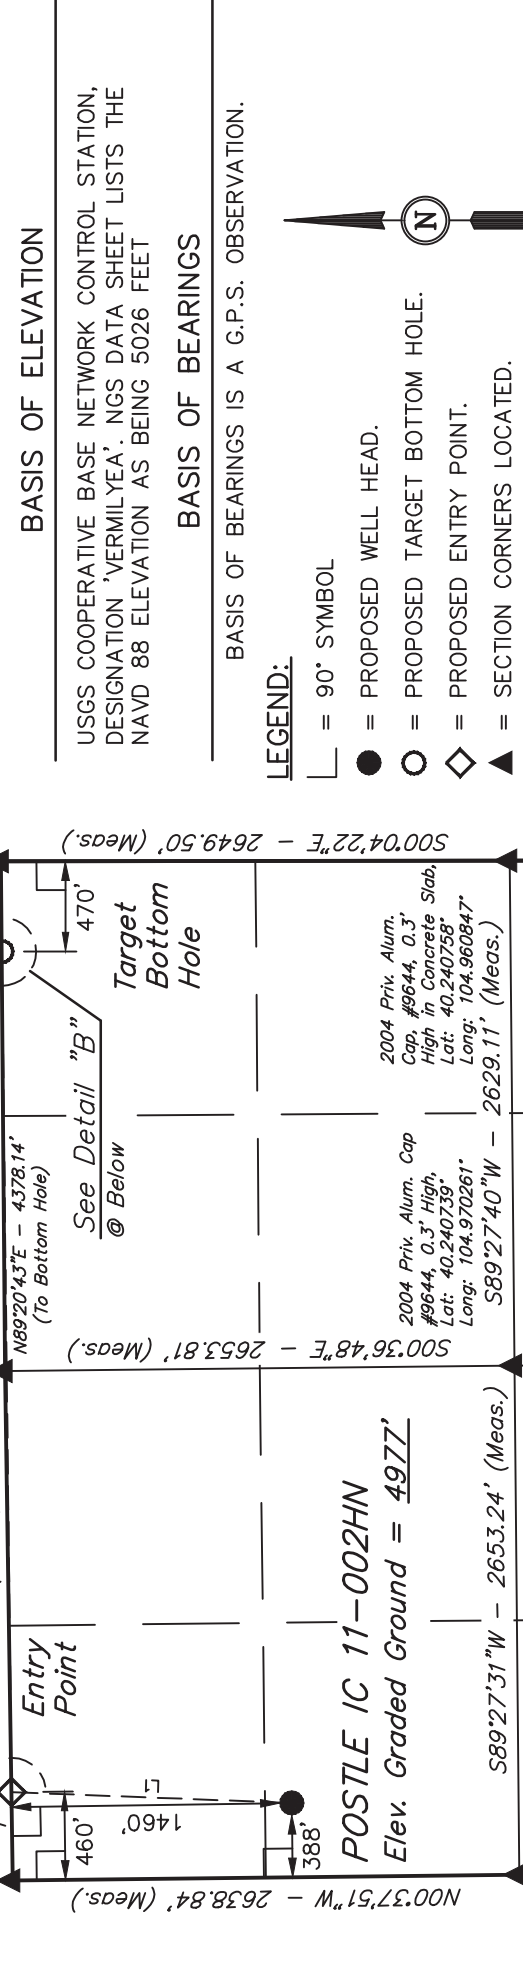 BASIS OF ELEVATION
USGS COOPERATIVE BASE NETWORK CONTROL STATION,
DESIGNATION 'VERMILYEA'. NGS DATA SHEET LISTS THE
NAVD 88 ELEVATION AS BEING 5026 FEET
BASIS OF BEARINGS
BASIS OF BEARINGS IS A G.P.S. OBSERVATION.
LEGEND:
= 90° SYMBOL
= PROPOSED WELL HEAD.
= PROPOSED TARGET BOTTOM HOLE.
= PROPOSED ENTRY POINT.
= SECTION CORNERS LOCATED.
N
S00°04'22"E - 2649.50' (Meas.)
470'
Target
Bottom
Hole
See Detail "B"
@ Below
N89°20'43"E - 4378.14'
(To Bottom Hole)
2004 Priv. Alum.
Cap, #9644, 0.3'
High in Concrete Slab,
Lat: 40.240758°
Long: 104.960847°
S89°27'40"W - 2629.11' (Meas.)
2004 Priv. Alum. Cap
#9644, 0.3' High,
Lat: 40.240739°
Long: 104.970261°
S00°36'48"E - 2653.81' (Meas.)
Entry
Point
L1
1460'
460'
388'
POSTLE IC 11-002HN
Elev. Graded Ground = 4977'
S89°27'31"W - 2653.24' (Meas.)
N00°37'51"W - 2638.84' (Meas.)